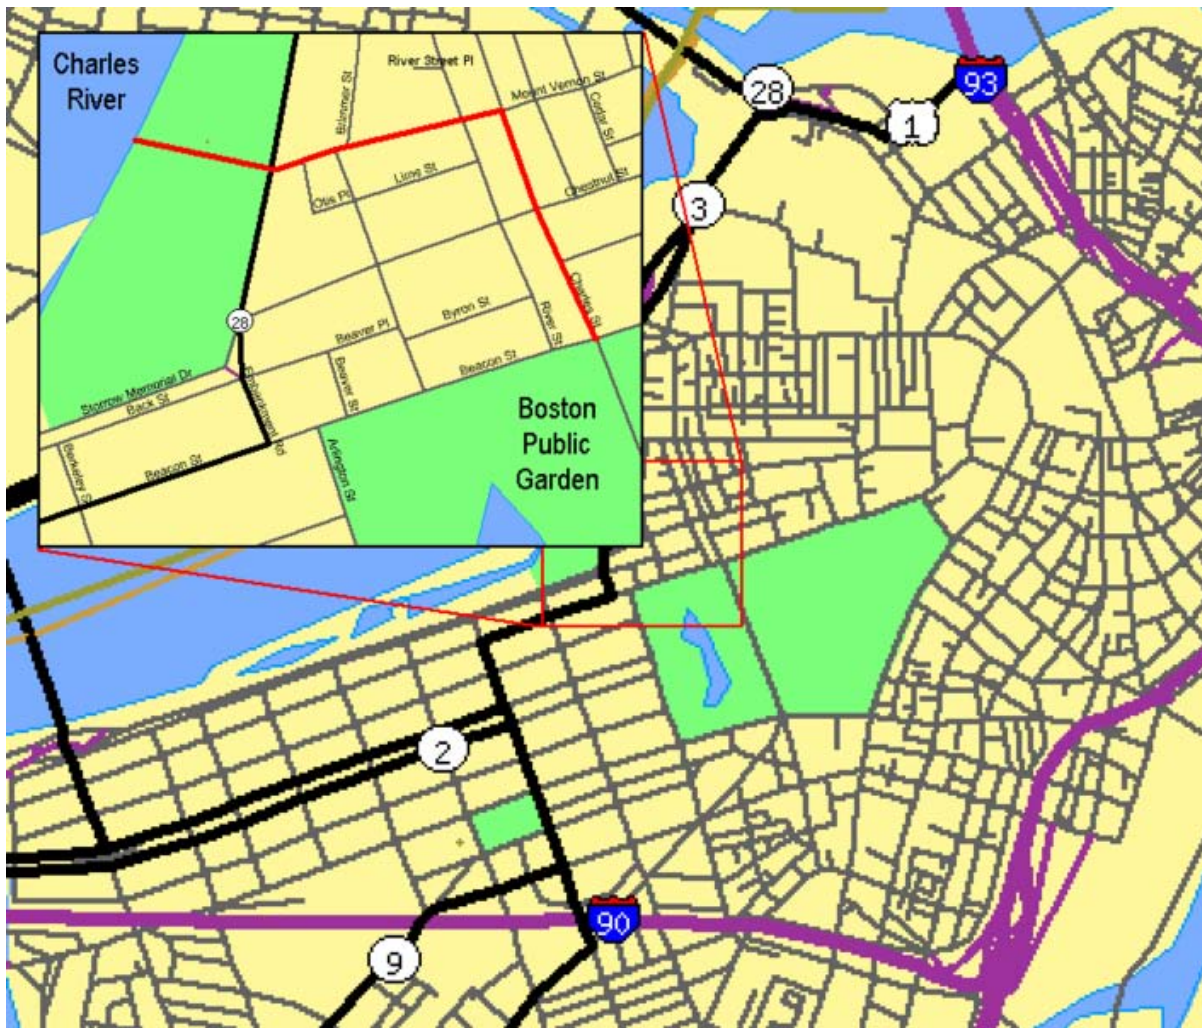 Charles
River
River Street Pl
Mount Vernon St
Brimmer St
Cedar St
Lime St
Otis Pl
Chestnut St
Charles St
River St
Byron St
Beaver Pl
Beaver St
Beacon St
28
Storrow Memorial Dr
Back St
Embankment Rd
Berkeley St
Beacon St
Arlington St
Boston
Public
Garden
28
93
1
3
2
90
9